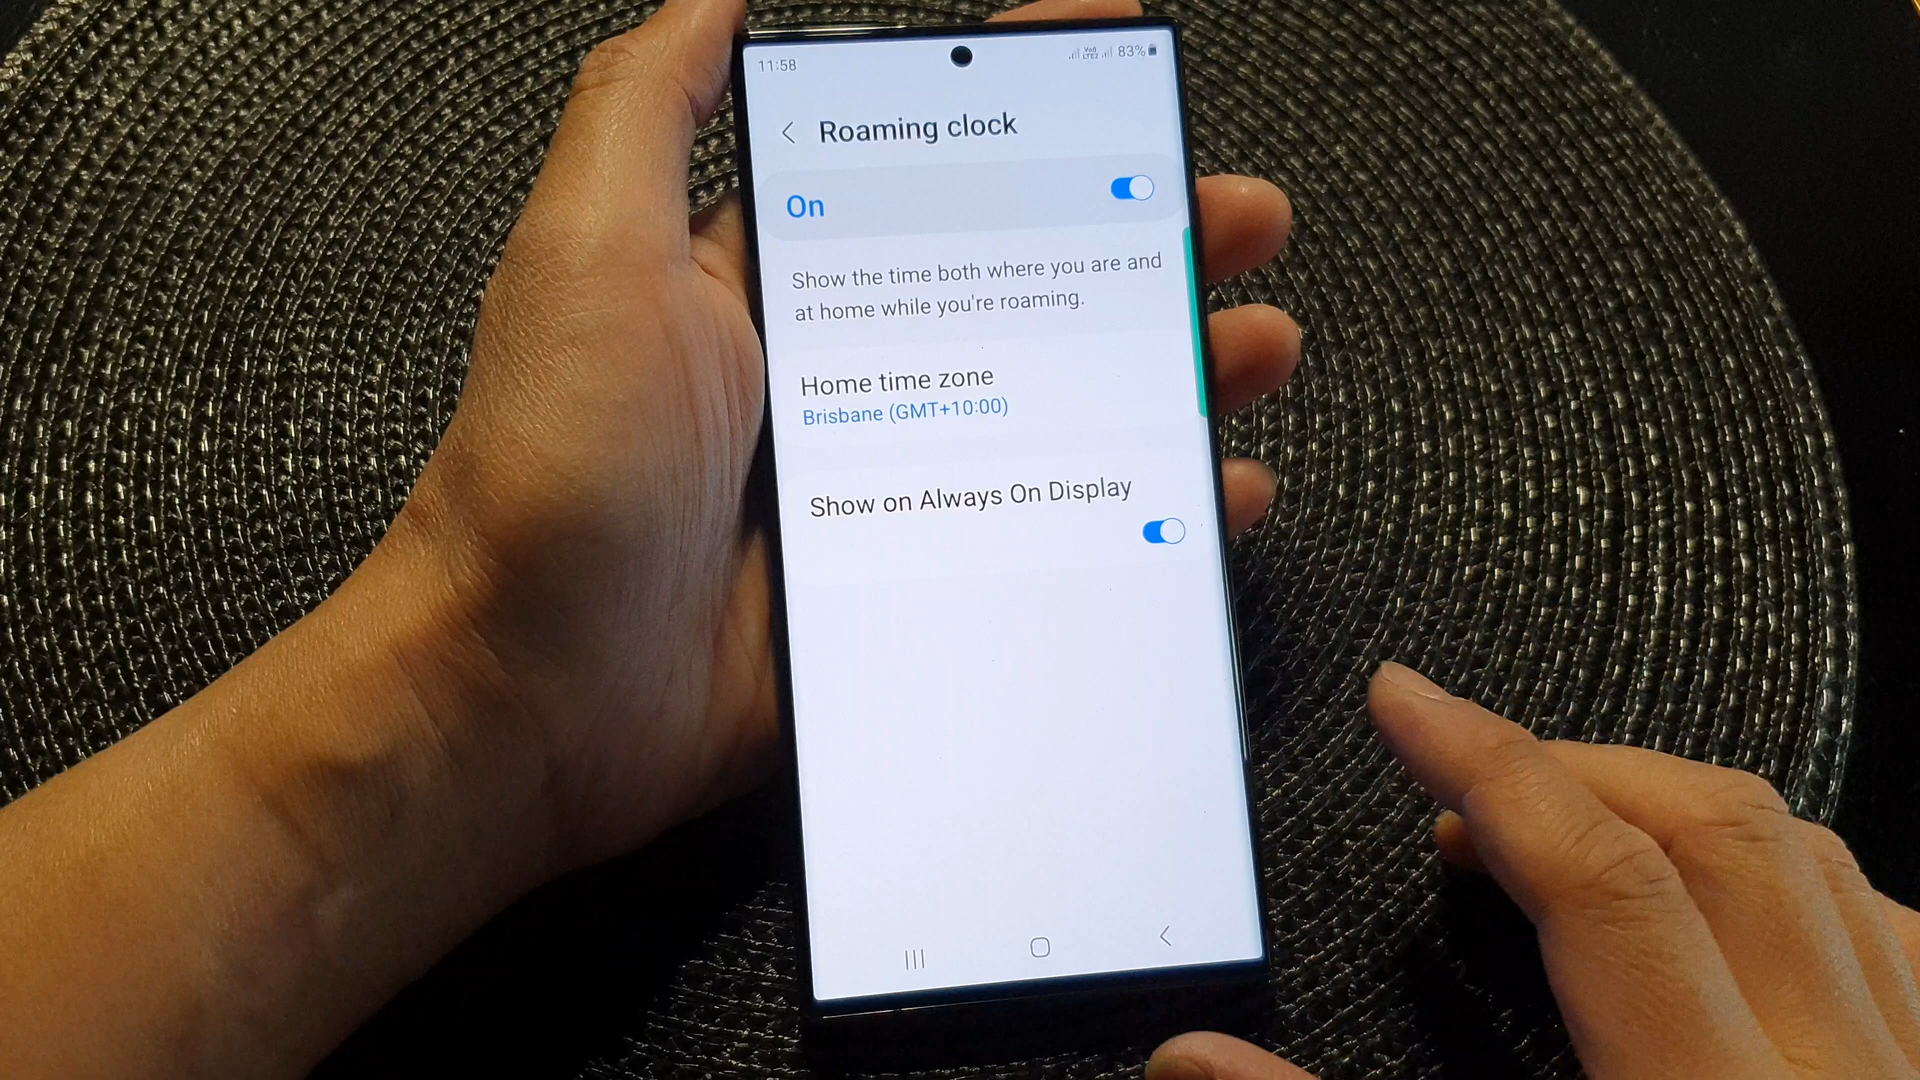 11:58
83%
Roaming clock
On
Show the time both where you are and
at home while you're roaming.
Home time zone
Brisbane (GMT+10:00)
Show on Always On Display